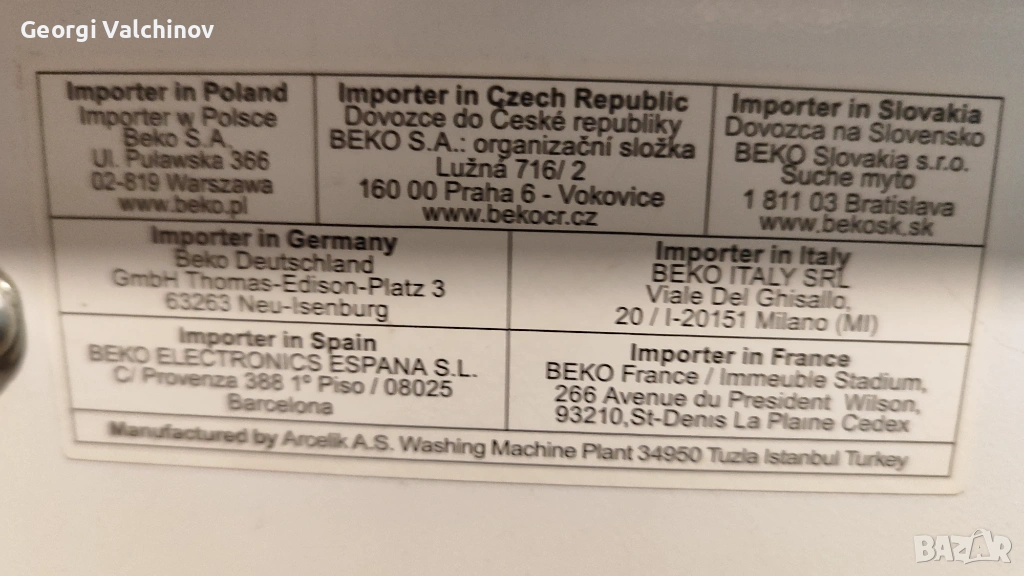 Georgi Valchinov
Importer in Poland
Importer w Polsce
Beko S.A.
Ul. Puławska 366
02-819 Warszawa
www.beko.pl
Importer in Czech Republic
Dovozce do České republiky
BEKO S.A.: organizační složka
Lužná 716/ 2
160 00 Praha 6 - Vokovice
www.bekocr.cz
Importer in Slovakia
Dovozca na Slovensko
BEKO Slovakia s.r.o.
Suche myto
1 811 03 Bratislava
www.bekosk.sk
Importer in Germany
Beko Deutschland
GmbH Thomas-Edison-Platz 3
63263 Neu-Isenburg
Importer in Italy
BEKO ITALY SRL
Viale Del Ghisallo,
20 / I-20151 Milano (MI)
Importer in Spain
BEKO ELECTRONICS ESPANA S.L.
C/ Provenza 388 1° Piso / 08025
Barcelona
Importer in France
BEKO France / Immeuble Stadium,
266 Avenue du President Wilson,
93210,St-Denis La Plaine Cedex
Manufactured by Arcelik A.S. Washing Machine Plant 34950 Tuzla Istanbul Turkey
BAZAR